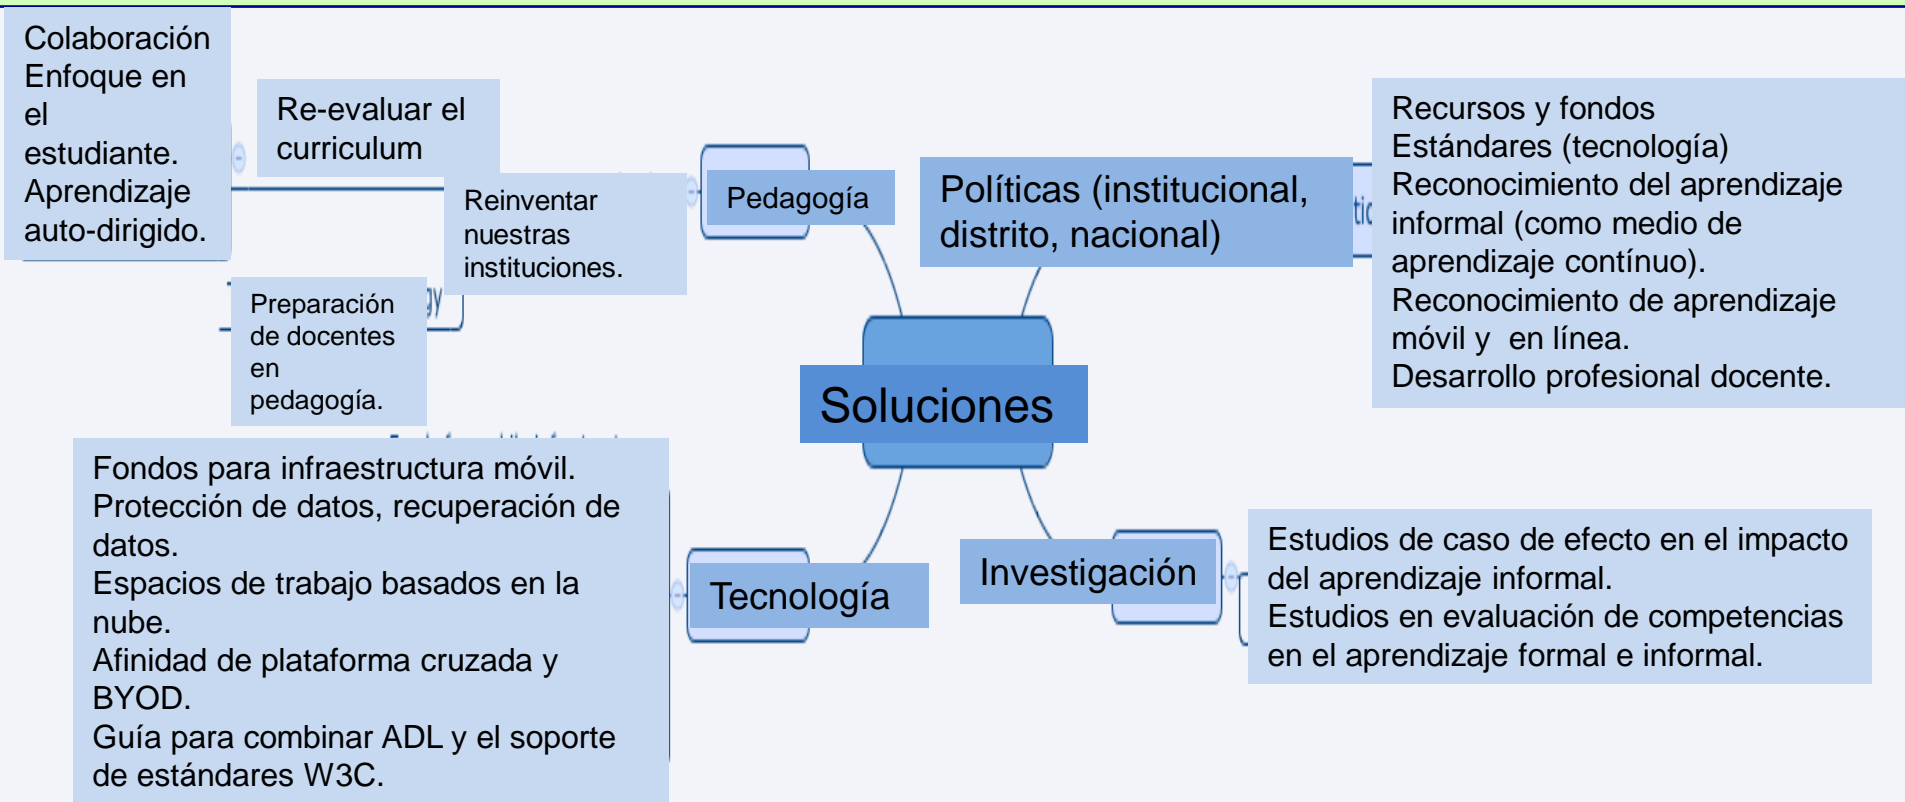 Colaboración
Enfoque en
el
estudiante.
Aprendizaje
auto-dirigido.
Re-evaluar el
curriculum
Reinventar
nuestras
instituciones.
Preparación
de docentes
en
pedagogía.
gy
Pedagogía
Políticas (institucional,
distrito, nacional)
Recursos y fondos
Estándares (tecnología)
Reconocimiento del aprendizaje
informal (como medio de
aprendizaje contínuo).
Reconocimiento de aprendizaje
móvil y  en línea.
Desarrollo profesional docente.
Soluciones
Fondos para infraestructura móvil.
Protección de datos, recuperación de
datos.
Espacios de trabajo basados en la
nube.
Afinidad de plataforma cruzada y
BYOD.
Guía para combinar ADL y el soporte
de estándares W3C.
Tecnología
Investigación
Estudios de caso de efecto en el impacto
del aprendizaje informal.
Estudios en evaluación de competencias
en el aprendizaje formal e informal.